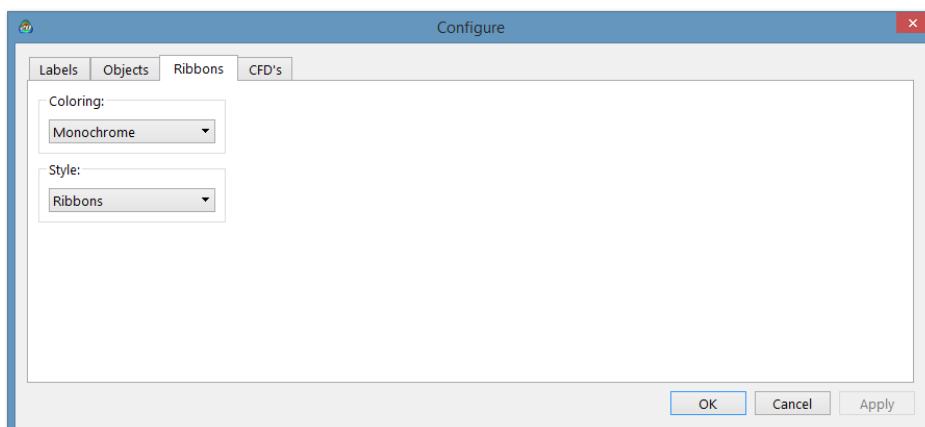 Configure
Labels Objects Ribbons CFD's
Coloring:
Monochrome
Style:
Ribbons
OK Cancel Apply